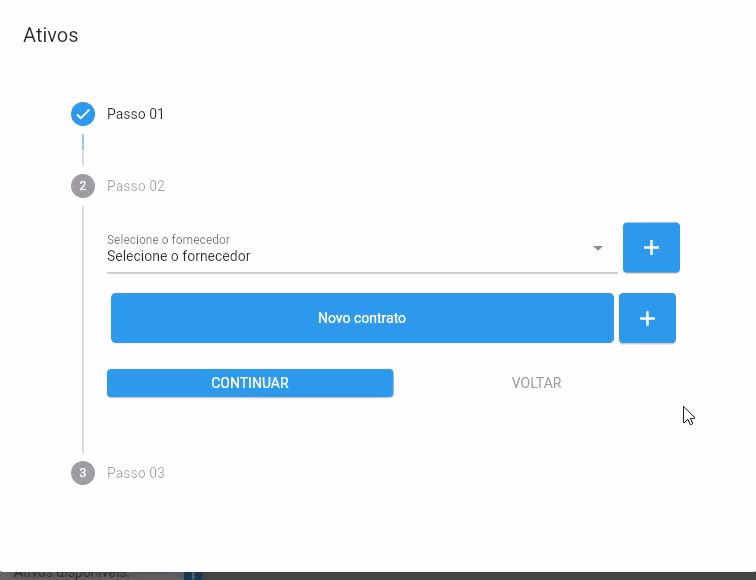 Ativos
Passo 01
2 Passo 02
Selecione o fornecedor
Selecione o fornecedor
+
Novo contrato +
CONTINUAR VOLTAR
3 Passo 03
Ativos disponíveis: